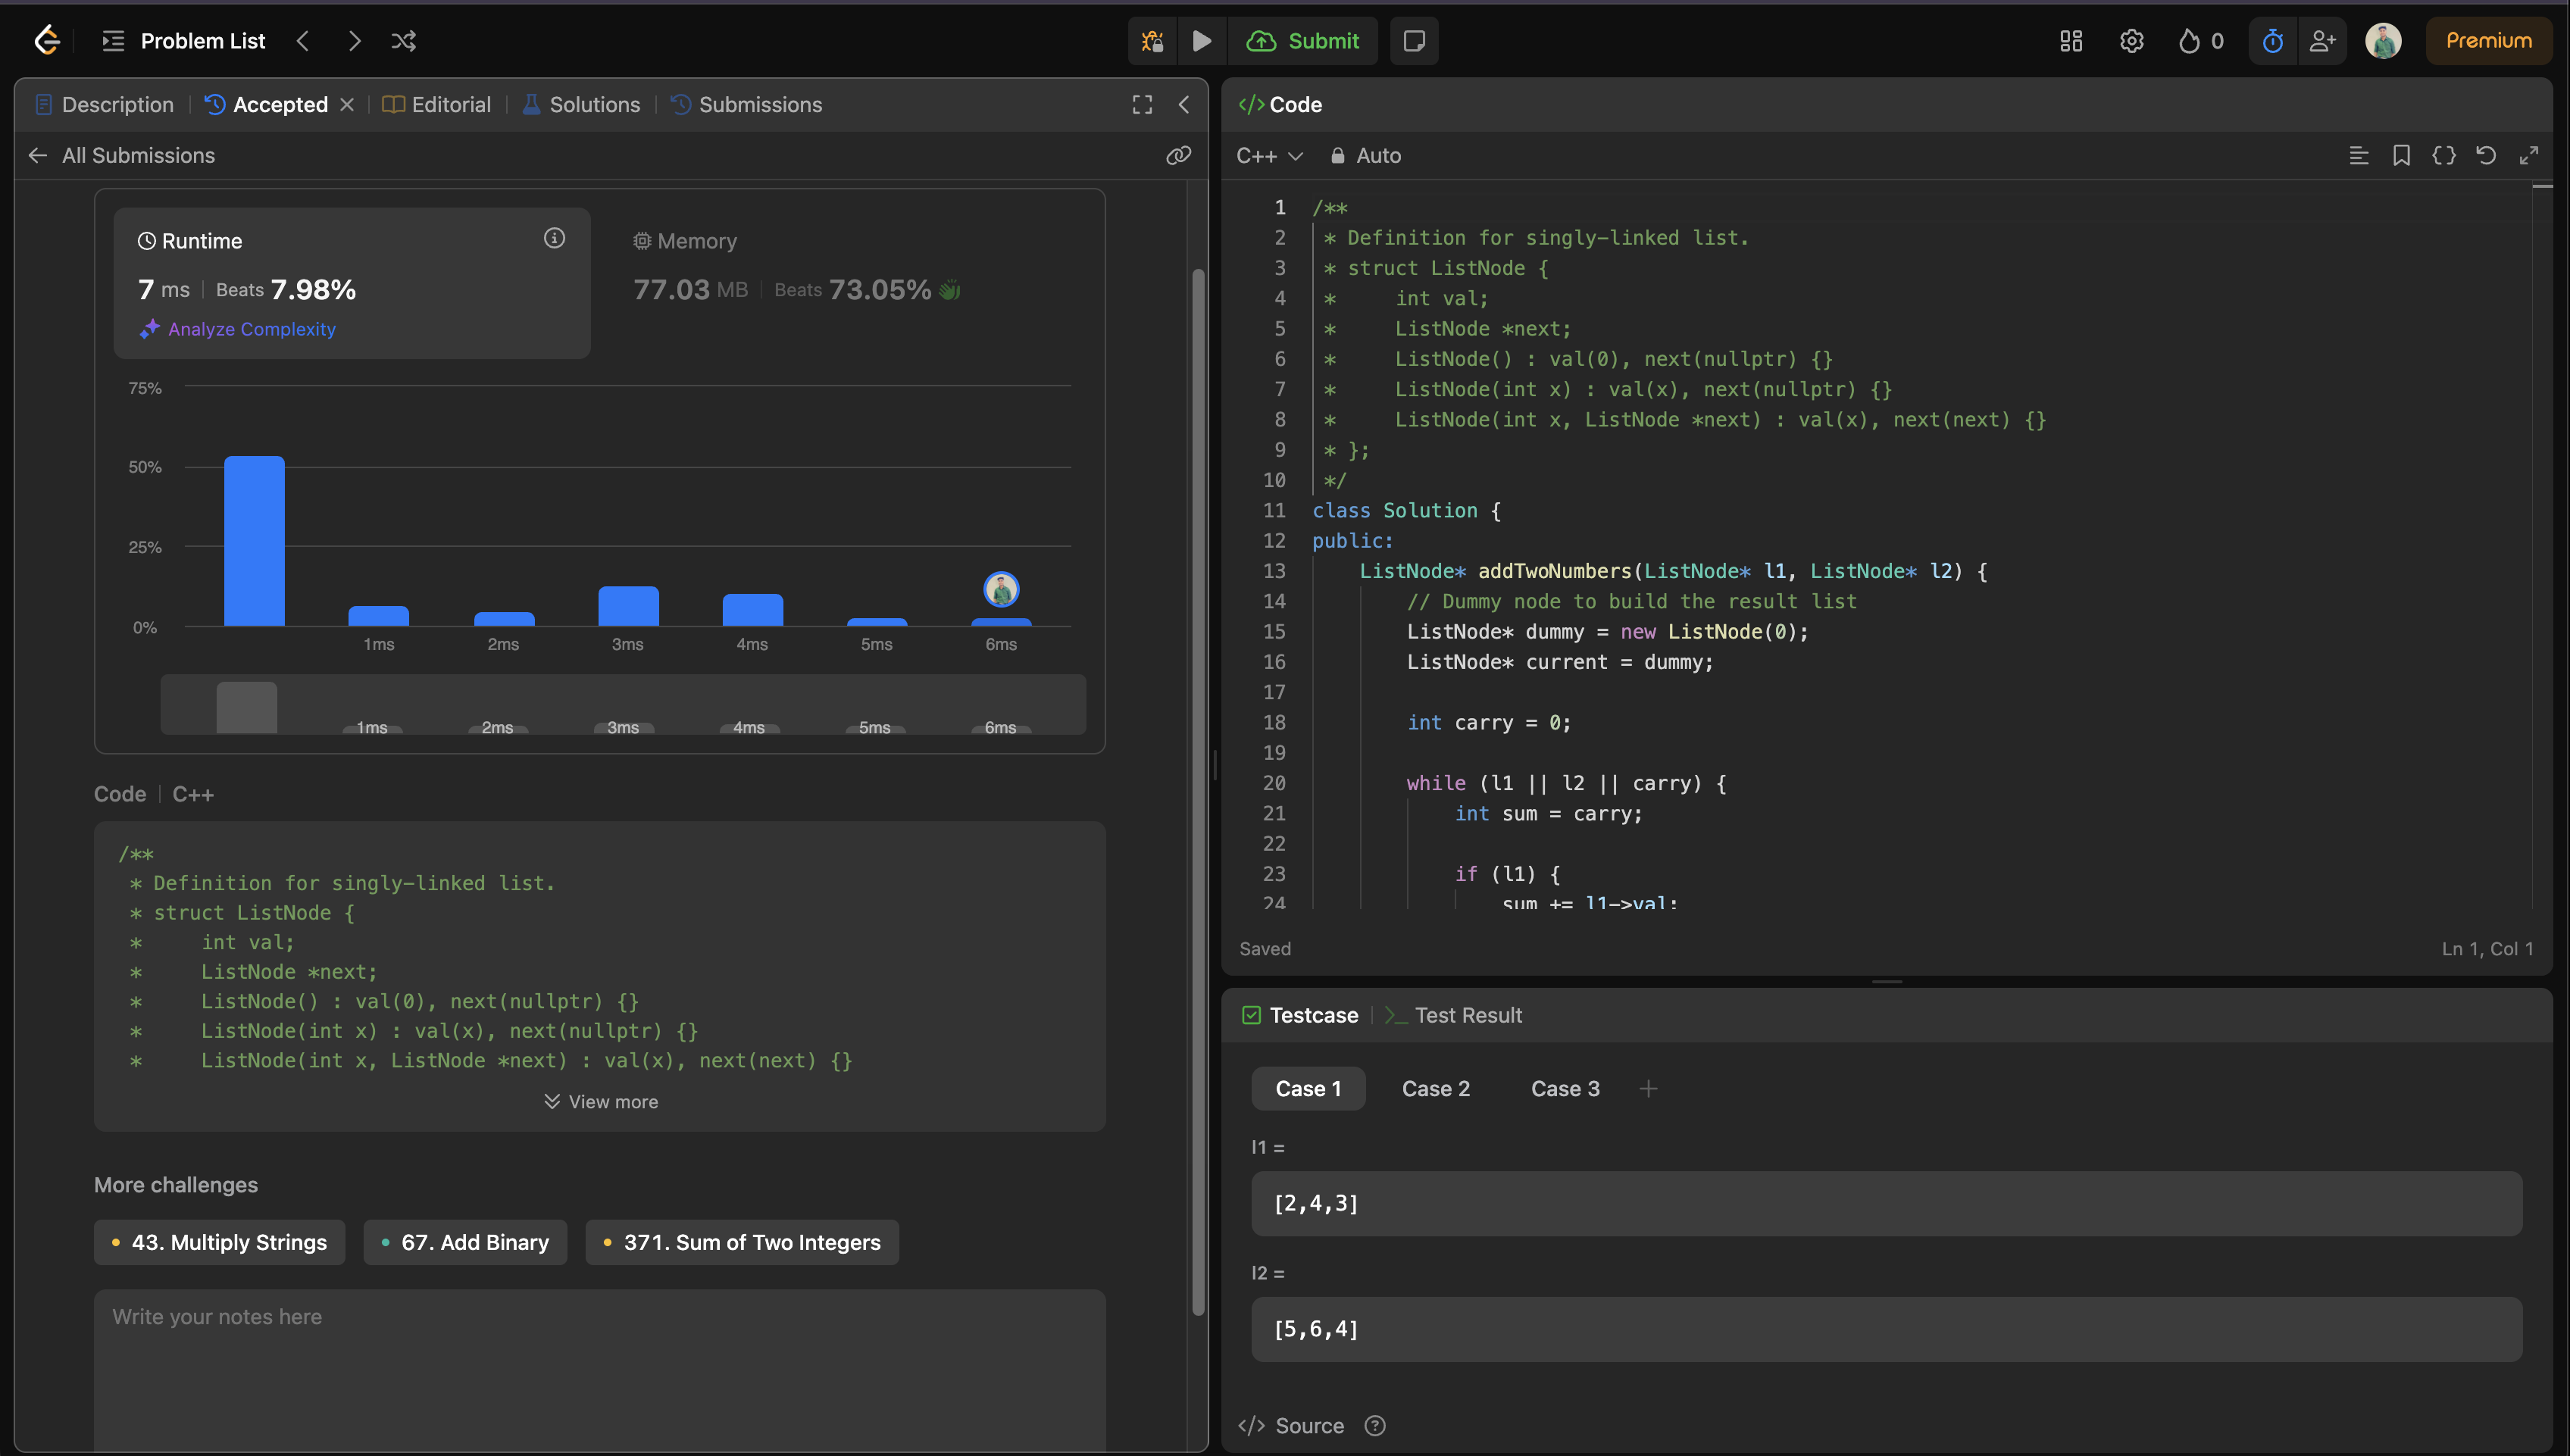 Problem List
Submit
0
Premium
Description
Accepted
Editorial
Solutions
Submissions
All Submissions
Runtime
7 ms
Beats 7.98%
Analyze Complexity
Memory
77.03 MB
Beats 73.05%
75%
50%
25%
0%
1ms 2ms 3ms 4ms 5ms 6ms
1ms 2ms 3ms 4ms 5ms 6ms
Code
C++
/**
 * Definition for singly-linked list.
 * struct ListNode {
 *     int val;
 *     ListNode *next;
 *     ListNode() : val(0), next(nullptr) {}
 *     ListNode(int x) : val(x), next(nullptr) {}
 *     ListNode(int x, ListNode *next) : val(x), next(next) {}
View more
More challenges
43. Multiply Strings
67. Add Binary
371. Sum of Two Integers
Write your notes here
</> Code
C++
Auto
1 /**
2  * Definition for singly-linked list.
3  * struct ListNode {
4  *     int val;
5  *     ListNode *next;
6  *     ListNode() : val(0), next(nullptr) {}
7  *     ListNode(int x) : val(x), next(nullptr) {}
8  *     ListNode(int x, ListNode *next) : val(x), next(next) {}
9  * };
10  */
11 class Solution {
12 public:
13     ListNode* addTwoNumbers(ListNode* l1, ListNode* l2) {
14         // Dummy node to build the result list
15         ListNode* dummy = new ListNode(0);
16         ListNode* current = dummy;
17
18         int carry = 0;
19
20         while (l1 || l2 || carry) {
21             int sum = carry;
22
23             if (l1) {
24                 sum += l1->val;
Saved
Ln 1, Col 1
Testcase
Test Result
Case 1
Case 2
Case 3
l1 =
[2,4,3]
l2 =
[5,6,4]
</> Source